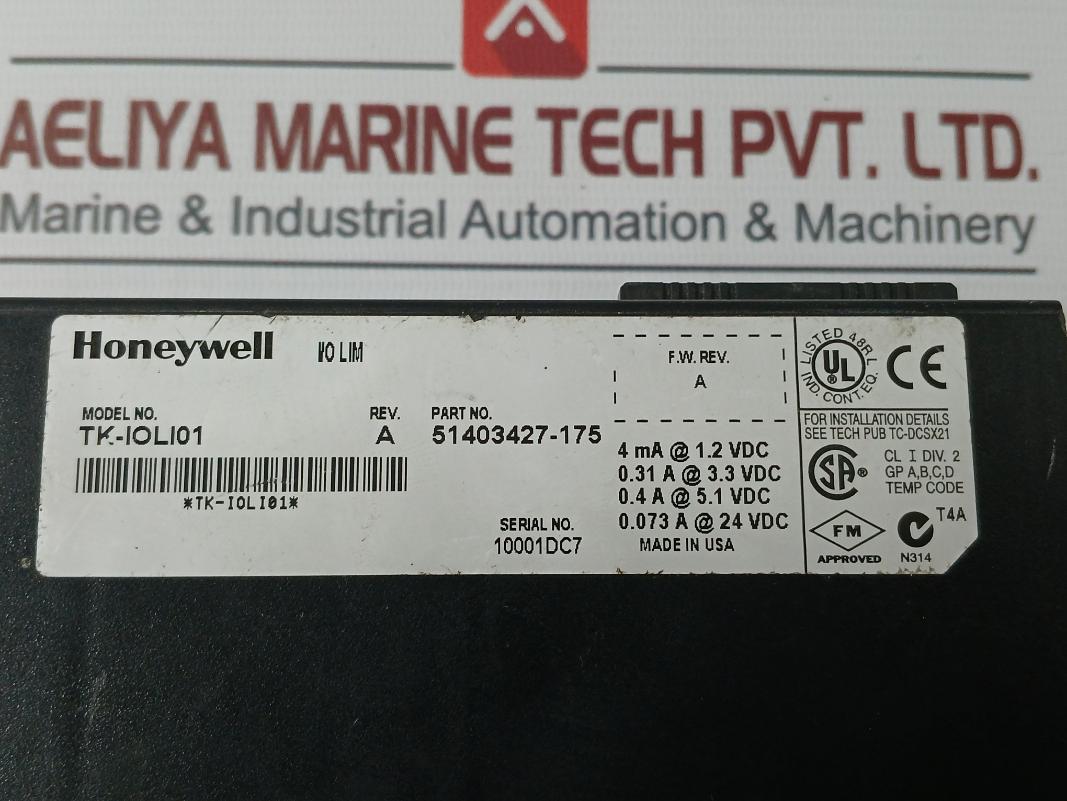 AELIYA MARINE TECH PVT. LTD.
Marine & Industrial Automation & Machinery
Honeywell
I/O LIM
MODEL NO.
TK-IOLI01
REV.
A
PART NO.
51403427-175
*TK-IOLI01*
SERIAL NO.
10001DC7
F.W. REV.
A
4 mA @ 1.2 VDC
0.31 A @ 3.3 VDC
0.4 A @ 5.1 VDC
0.073 A @ 24 VDC
MADE IN USA
LISTED 48RL
UL
®
IND. CONT. EQ.
CE
FOR INSTALLATION DETAILS
SEE TECH PUB TC-DCSX21
SA®
CL I DIV. 2
GP A,B,C,D
TEMP CODE
T4A
FM
APPROVED
N314